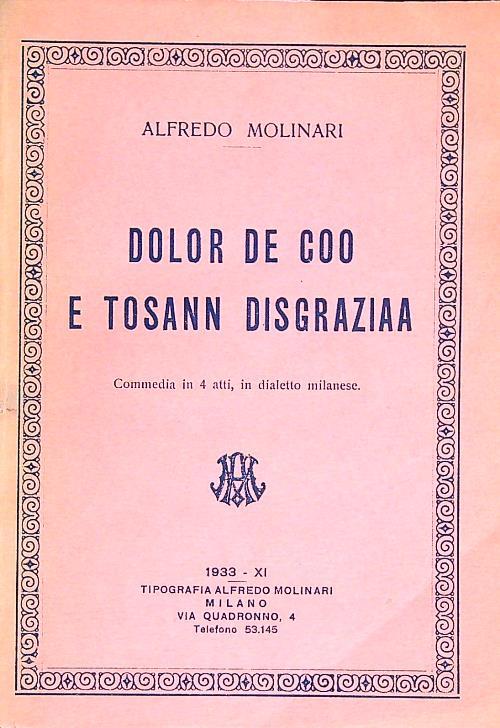 ALFREDO MOLINARI
DOLOR DE COO
E TOSANN DISGRAZIAA
Commedia in 4 atti, in dialetto milanese.
1933 - XI
TIPOGRAFIA ALFREDO MOLINARI
MILANO
VIA QUADRONNO, 4
Telefono 53.145